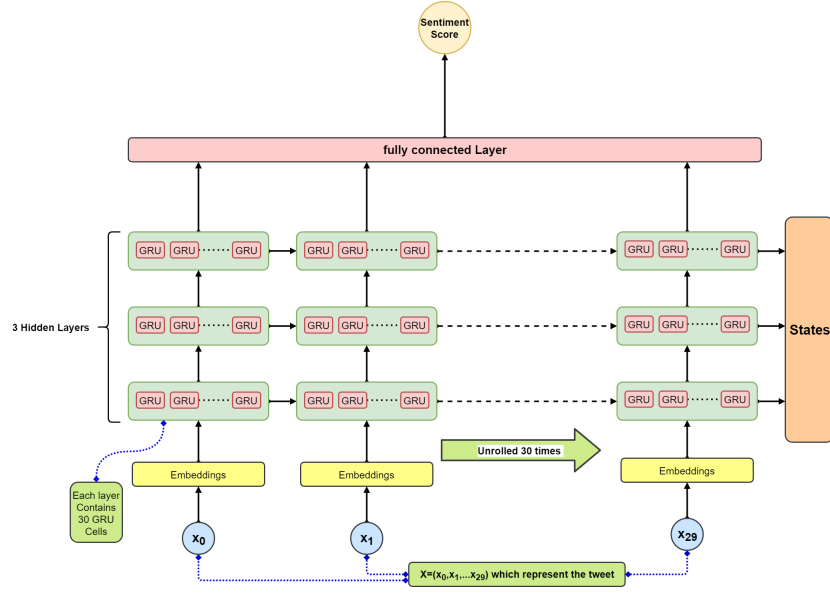 Sentiment
Score
fully connected Layer
GRU GRU ······· GRU GRU GRU ······· GRU GRU GRU ······· GRU
3 Hidden Layers
GRU GRU ······· GRU GRU GRU ······· GRU GRU GRU ······· GRU
States
GRU GRU ······· GRU GRU GRU ······· GRU GRU GRU ······· GRU
Unrolled 30 times
Embeddings Embeddings Embeddings
Each layer
Contains
30 GRU
Cells
x₀ x₁ x₂₉
X=(x₀,x₁,...x₂₉) which represent the tweet